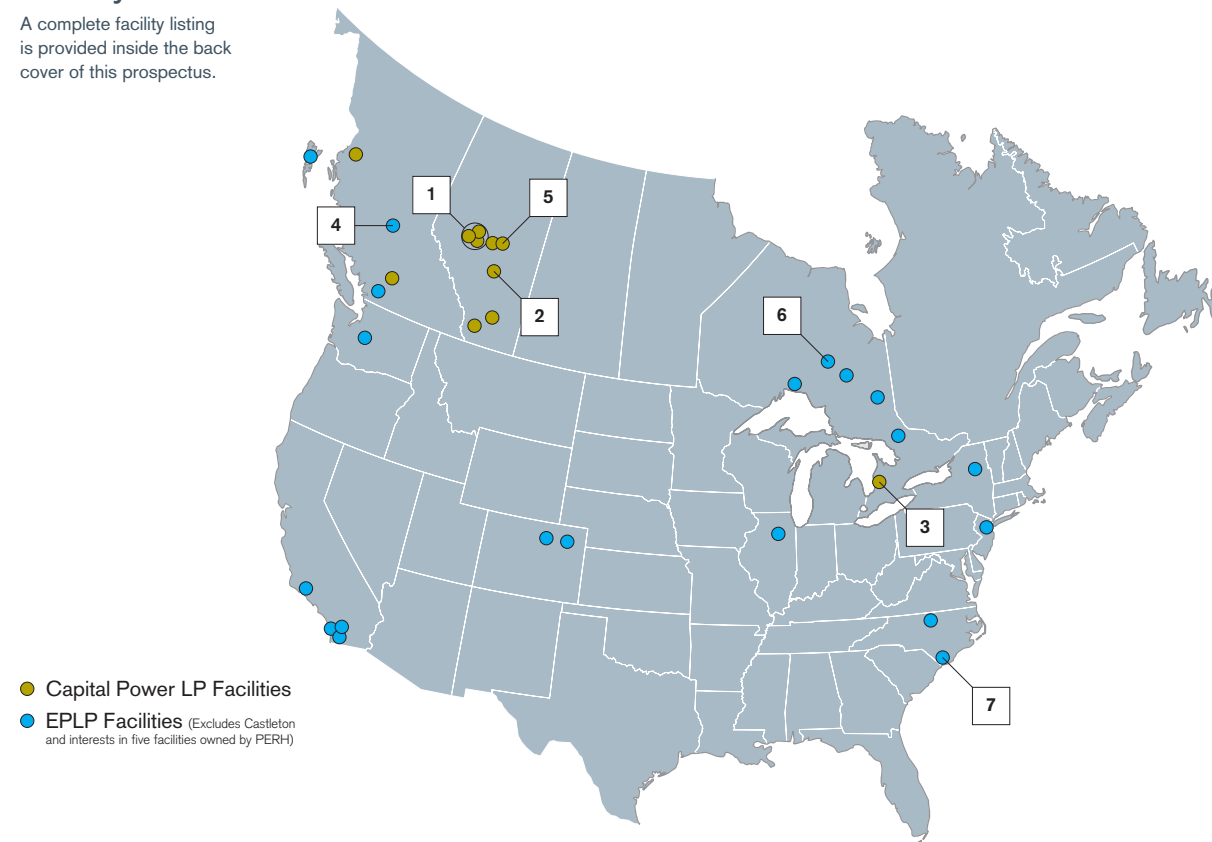 A complete facility listing
is provided inside the back
cover of this prospectus.
1
5
4
2
6
3
7
Capital Power LP Facilities
EPLP Facilities (Excludes Castleton
and interests in five facilities owned by PERH)